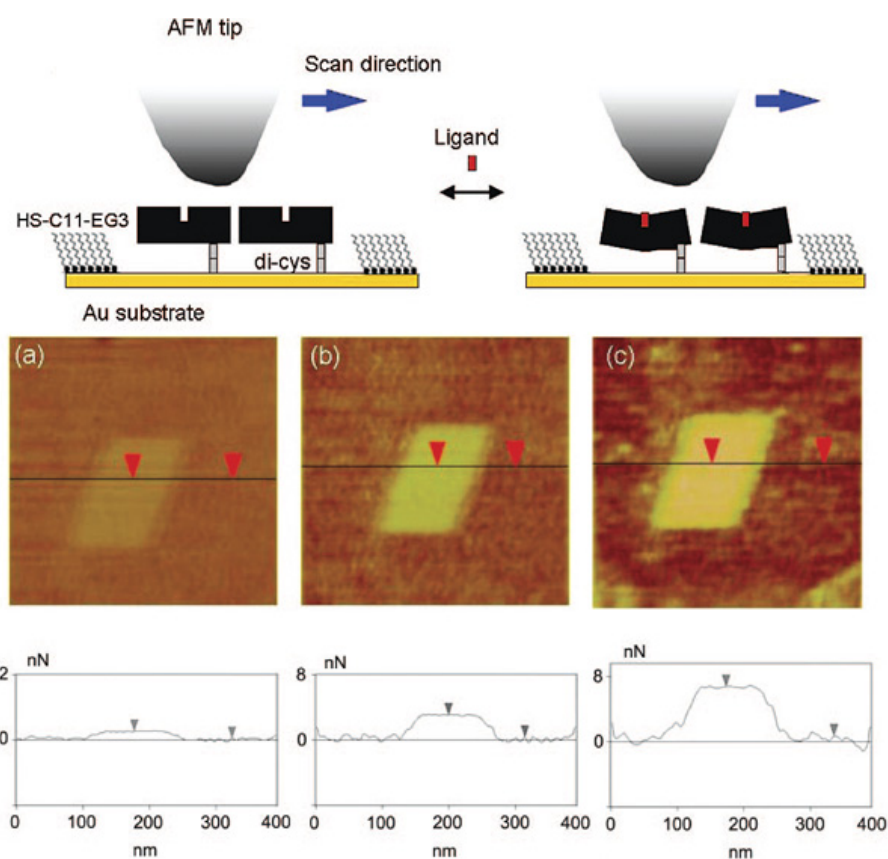 AFM tip
Scan direction
Ligand
HS-C11-EG3
di-cys
Au substrate
(a)
(b)
(c)
nN
nN
nN
2
8
8
0
0
0
0 100 200 300 400
0 100 200 300 400
0 100 200 300 400
nm
nm
nm